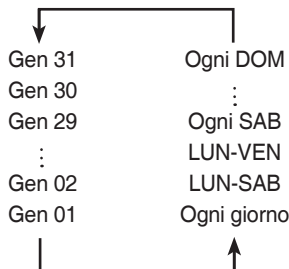 Gen 31
Gen 30
Gen 29
⋮
Gen 02
Gen 01
Ogni DOM
⋮
Ogni SAB
LUN-VEN
LUN-SAB
Ogni giorno